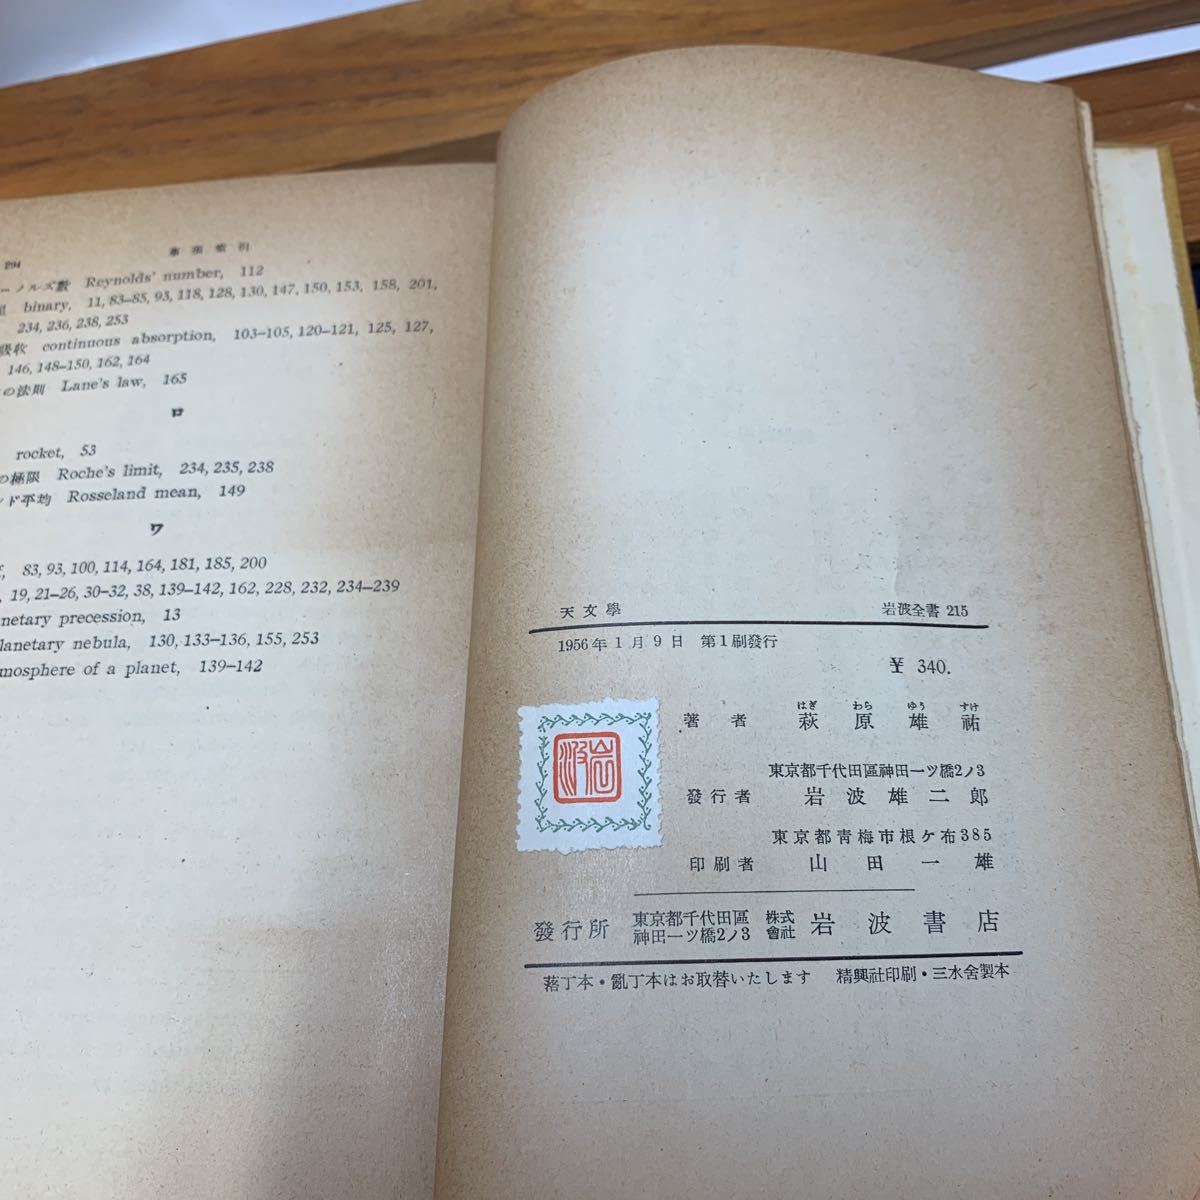 294
事項索引
ーノルズ數 Reynolds' number, 112
binary, 11, 83–85, 93, 118, 128, 130, 147, 150, 153, 158, 201,
234, 236, 238, 253
吸收 continuous absorption, 103–105, 120–121, 125, 127,
146, 148–150, 162, 164
の法則 Lane's law, 165
ロ
rocket, 53
の極限 Roche's limit, 234, 235, 238
ンド平均 Rosseland mean, 149
ワ
83, 93, 100, 114, 164, 181, 185, 200
, 19, 21–26, 30–32, 38, 139–142, 162, 228, 232, 234–239
netary precession, 13
lanetary nebula, 130, 133–136, 155, 253
mosphere of a planet, 139–142
天文學 岩波全書 215
1956年1月9日 第1刷發行
¥ 340.
はぎ わら ゆう すけ
著者 萩原雄祐
東京都千代田區神田一ツ橋2ノ3
發行者 岩波雄二郎
東京都靑梅市根ケ布385
印刷者 山田一雄
發行所 東京都千代田區神田一ツ橋2ノ3 株式會社 岩波書店
落丁本・亂丁本はお取替いたします 精興社印刷・三水舍製本
岩波